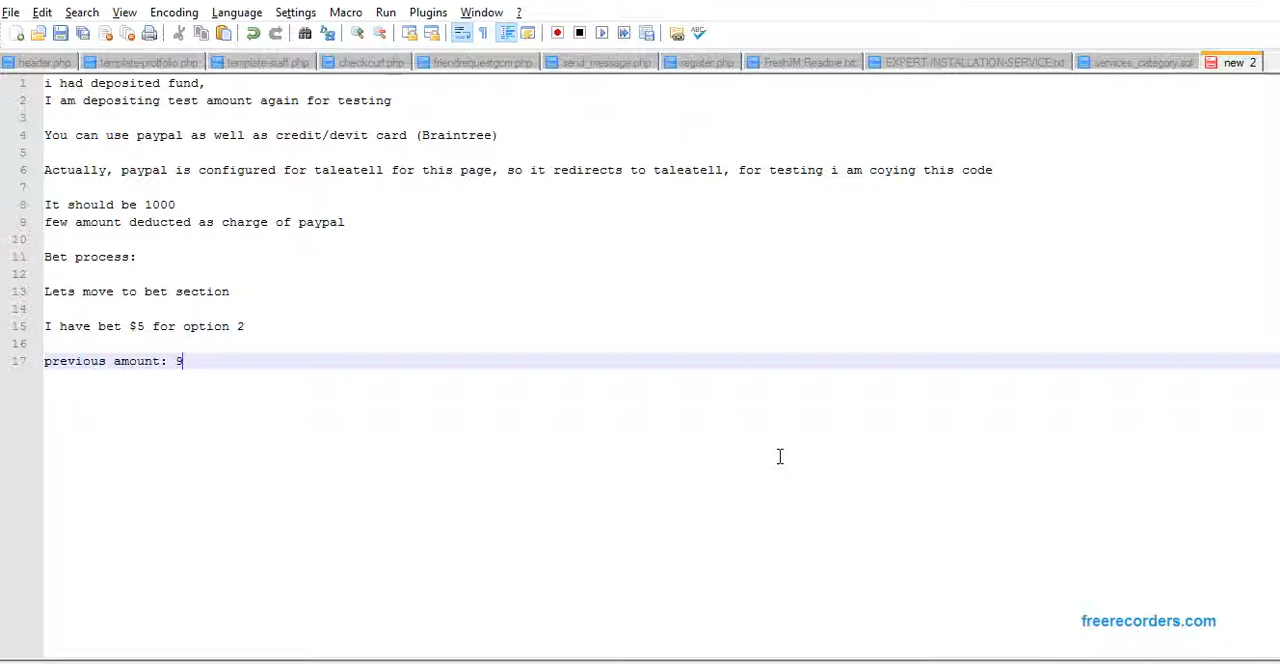 File Edit Search View Encoding Language Settings Macro Run Plugins Window ?
header.php template-portfolio.php template-staff.php checkout.php friendrequestgcm.php send_message.php register.php FreshIM Readme.txt EXPERT-INSTALLATION-SERVICE.txt services_category.sql new 2
1 i had deposited fund,
2 I am depositing test amount again for testing
3
4 You can use paypal as well as credit/devit card (Braintree)
5
6 Actually, paypal is configured for taleatell for this page, so it redirects to taleatell, for testing i am coying this code
7
8 It should be 1000
9 few amount deducted as charge of paypal
10
11 Bet process:
12
13 Lets move to bet section
14
15 I have bet $5 for option 2
16
17 previous amount: 9
freerecorders.com